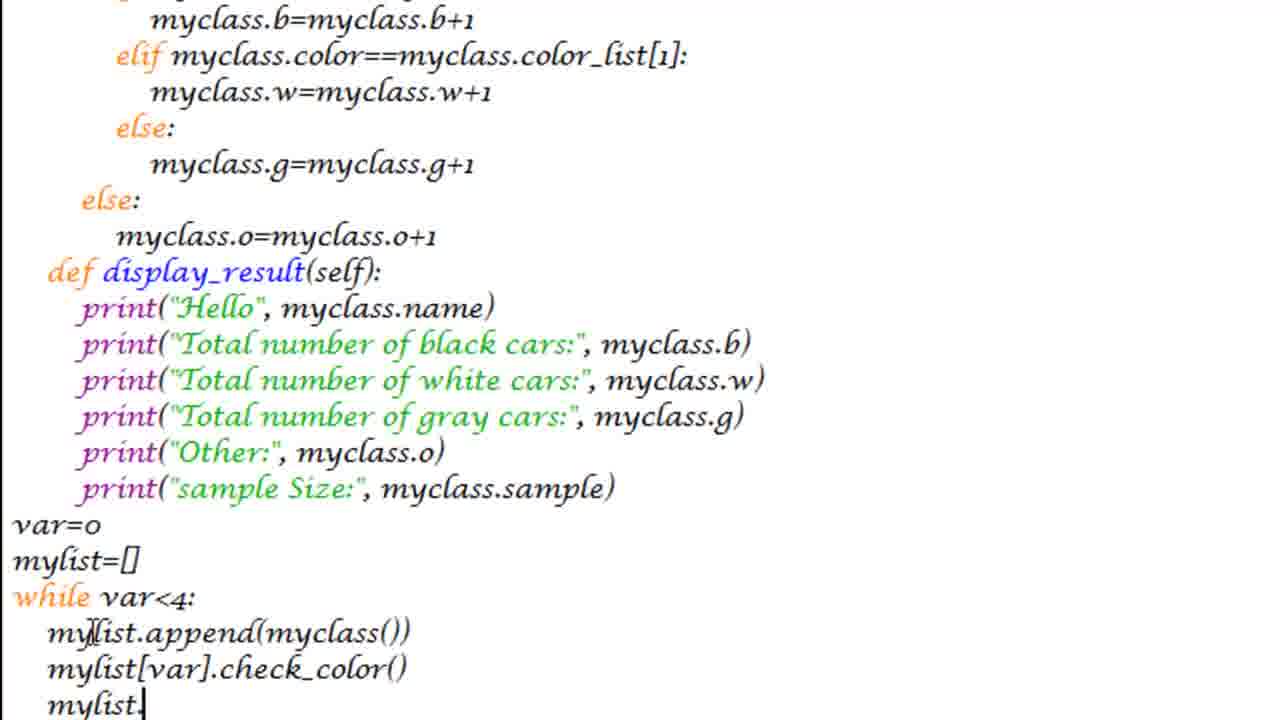 myclass.b=myclass.b+1
elif myclass.color==myclass.color_list[1]:
myclass.w=myclass.w+1
else:
myclass.g=myclass.g+1
else:
myclass.o=myclass.o+1
def display_result(self):
print("Hello", myclass.name)
print("Total number of black cars:", myclass.b)
print("Total number of white cars:", myclass.w)
print("Total number of gray cars:", myclass.g)
print("Other:", myclass.o)
print("sample Size:", myclass.sample)
var=0
mylist=[]
while var<4:
mylist.append(myclass())
mylist[var].check_color()
mylist.